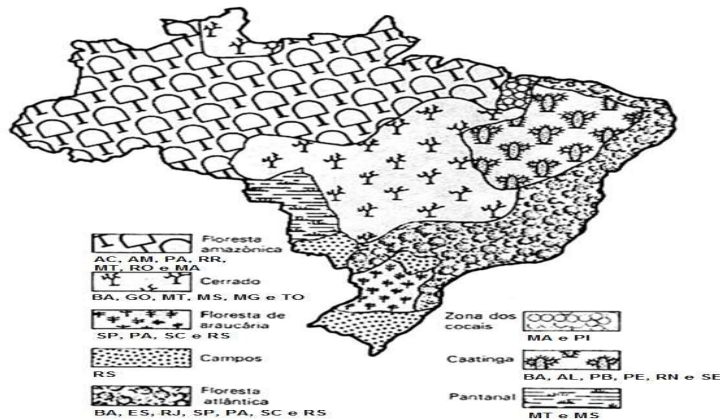 Floresta
amazônica
AC, AM, PA, RR,
MT, RO e MA
Cerrado
BA, GO, MT, MS, MG e TO
Floresta de
araucária
SP, PA, SC e RS
Campos
RS
Floresta
atlântica
BA, ES, RJ, SP, PA, SC e RS
Zona dos
cocais
MA e PI
Caatinga
BA, AL, PB, PE, RN e SE
Pantanal
MT e MS